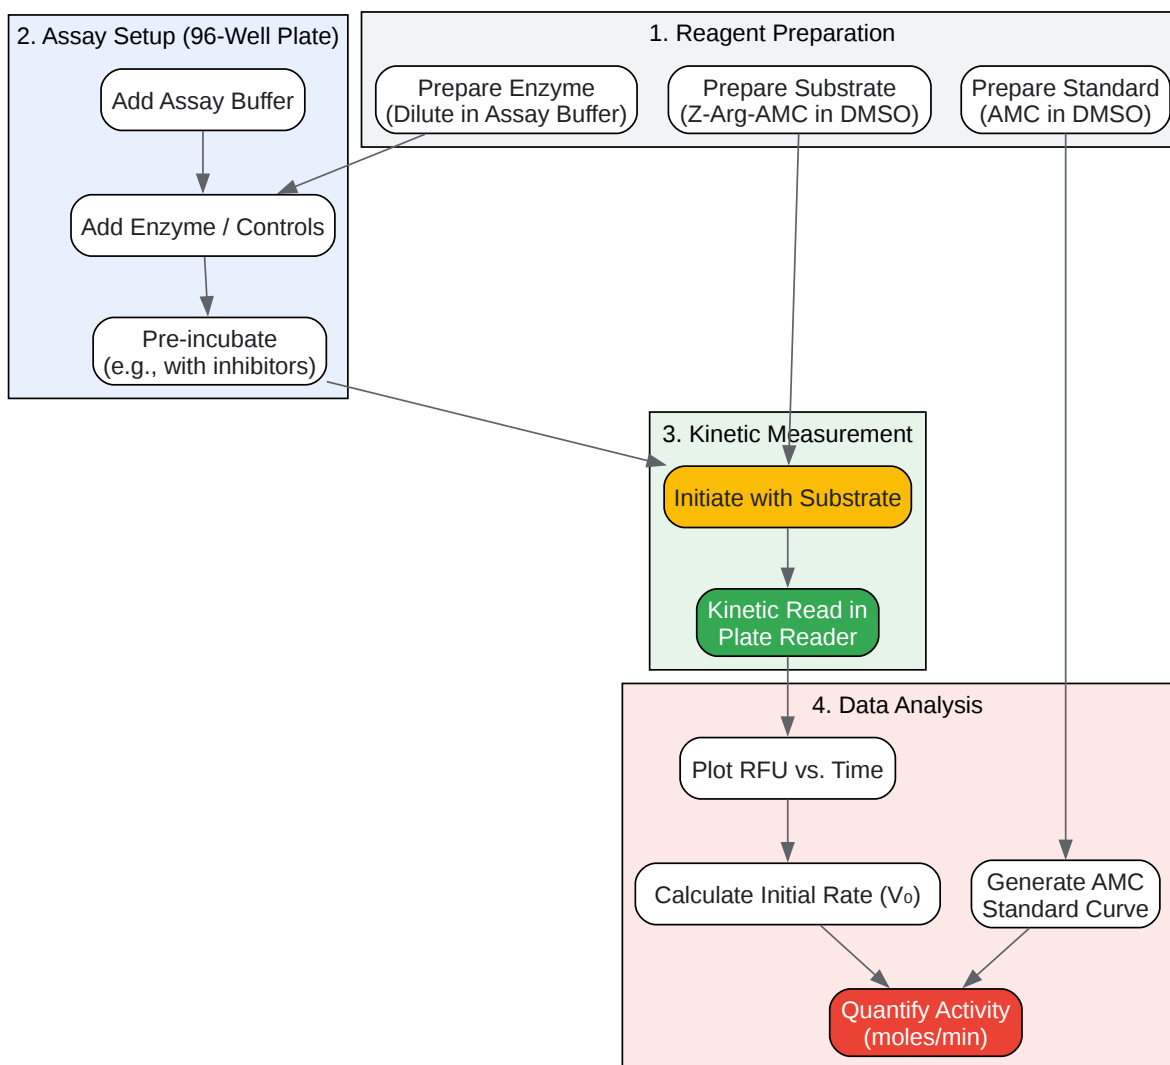 1. Reagent Preparation
Prepare Enzyme
(Dilute in Assay Buffer)
Prepare Substrate
(Z-Arg-AMC in DMSO)
Prepare Standard
(AMC in DMSO)
2. Assay Setup (96-Well Plate)
Add Assay Buffer
Add Enzyme / Controls
Pre-incubate
(e.g., with inhibitors)
3. Kinetic Measurement
Initiate with Substrate
Kinetic Read in
Plate Reader
4. Data Analysis
Plot RFU vs. Time
Calculate Initial Rate (V₀)
Generate AMC
Standard Curve
Quantify Activity
(moles/min)